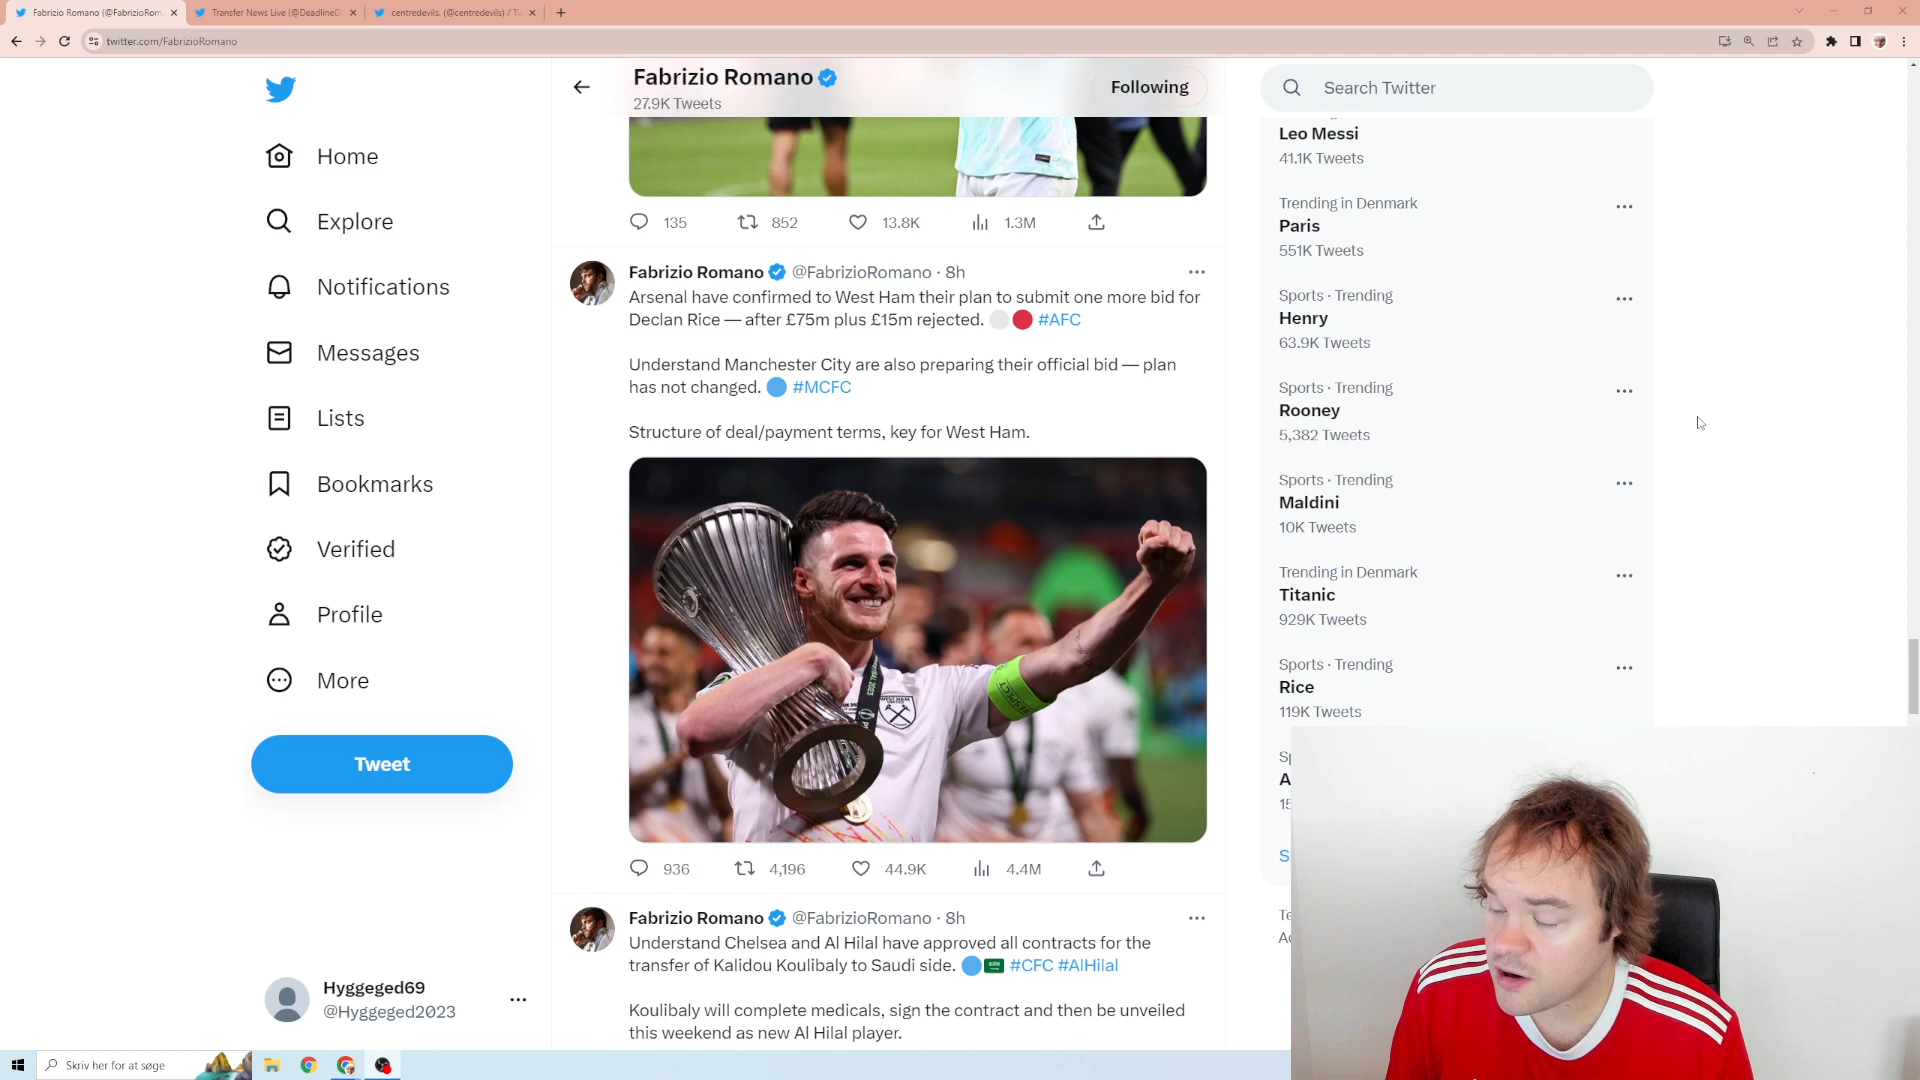 Fabrizio Romano (@FabrizioRom
Transfer News Live (@DeadlineD
centredevils. (@centredevils) / T
twitter.com/FabrizioRomano
Home
Explore
Notifications
Messages
Lists
Bookmarks
Verified
Profile
More
Tweet
Hyggeged69
@Hyggeged2023
Fabrizio Romano
27.9K Tweets
Following
135 852 13.8K 1.3M
Fabrizio Romano @FabrizioRomano · 8h
Arsenal have confirmed to West Ham their plan to submit one more bid for
Declan Rice — after £75m plus £15m rejected. #AFC
Understand Manchester City are also preparing their official bid — plan
has not changed. #MCFC
Structure of deal/payment terms, key for West Ham.
RESPECT
936 4,196 44.9K 4.4M
Fabrizio Romano @FabrizioRomano · 8h
Understand Chelsea and Al Hilal have approved all contracts for the
transfer of Kalidou Koulibaly to Saudi side. #CFC #AlHilal
Koulibaly will complete medicals, sign the contract and then be unveiled
this weekend as new Al Hilal player.
Search Twitter
Leo Messi
41.1K Tweets
Trending in Denmark
Paris
551K Tweets
Sports · Trending
Henry
63.9K Tweets
Sports · Trending
Rooney
5,382 Tweets
Sports · Trending
Maldini
10K Tweets
Trending in Denmark
Titanic
929K Tweets
Sports · Trending
Rice
119K Tweets
Skriv her for at søge